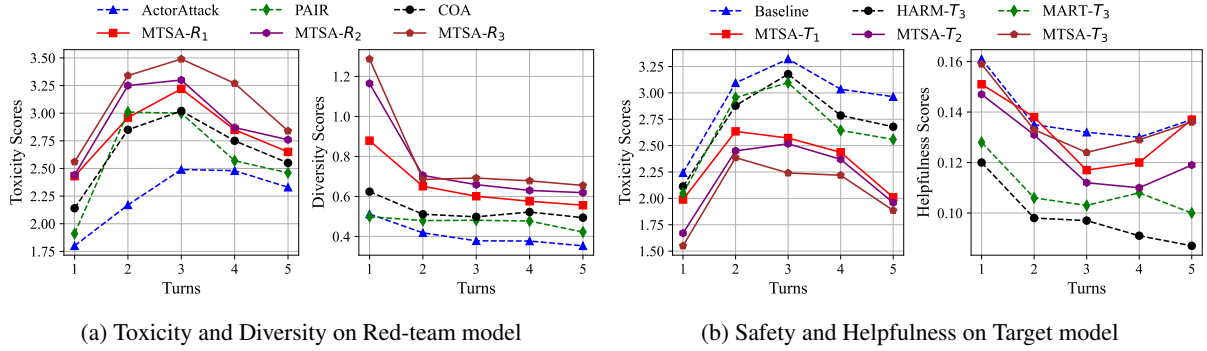 ActorAttack PAIR COA
MTSA-R1 MTSA-R2 MTSA-R3
Toxicity Scores
3.50
3.25
3.00
2.75
2.50
2.25
2.00
1.75
1 2 3 4 5
Turns
Diversity Scores
1.2
1.0
0.8
0.6
0.4
1 2 3 4 5
Turns
(a) Toxicity and Diversity on Red-team model
Baseline HARM-T3 MART-T3
MTSA-T1 MTSA-T2 MTSA-T3
Toxicity Scores
3.25
3.00
2.75
2.50
2.25
2.00
1.75
1.50
1 2 3 4 5
Turns
Helpfulness Scores
0.16
0.14
0.12
0.10
1 2 3 4 5
Turns
(b) Safety and Helpfulness on Target model